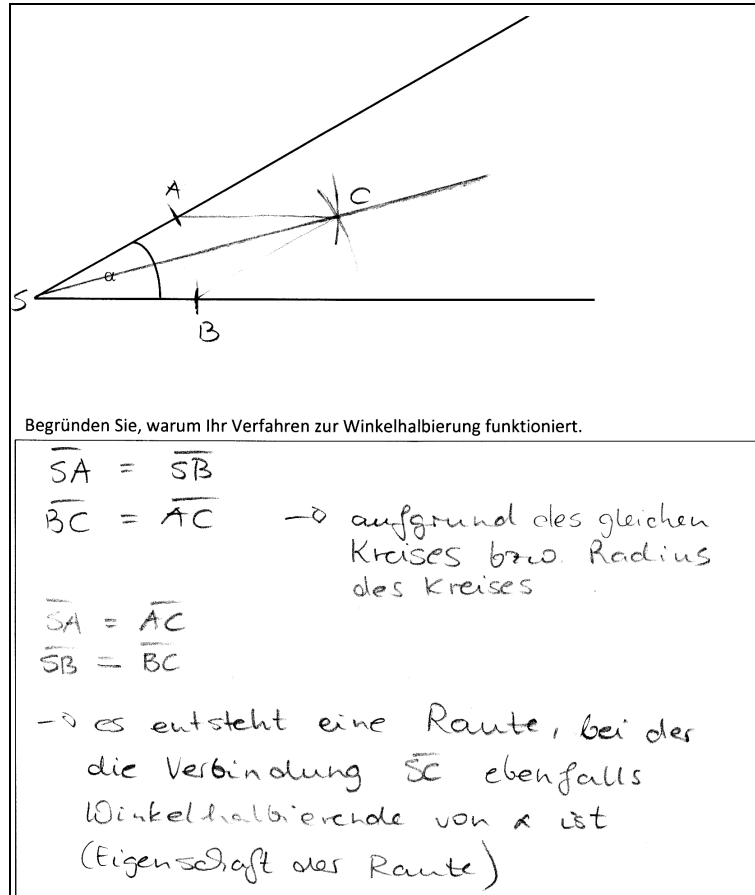 A
C
α
S
B
Begründen Sie, warum Ihr Verfahren zur Winkelhalbierung funktioniert.
SA = SB
BC = AC → aufgrund des gleichen
Kreises bzw. Radius
des Kreises
SA = AC
SB = BC
→ es entsteht eine Raute, bei der
die Verbindung SC ebenfalls
Winkelhalbierende von α ist
(Eigenschaft der Raute)